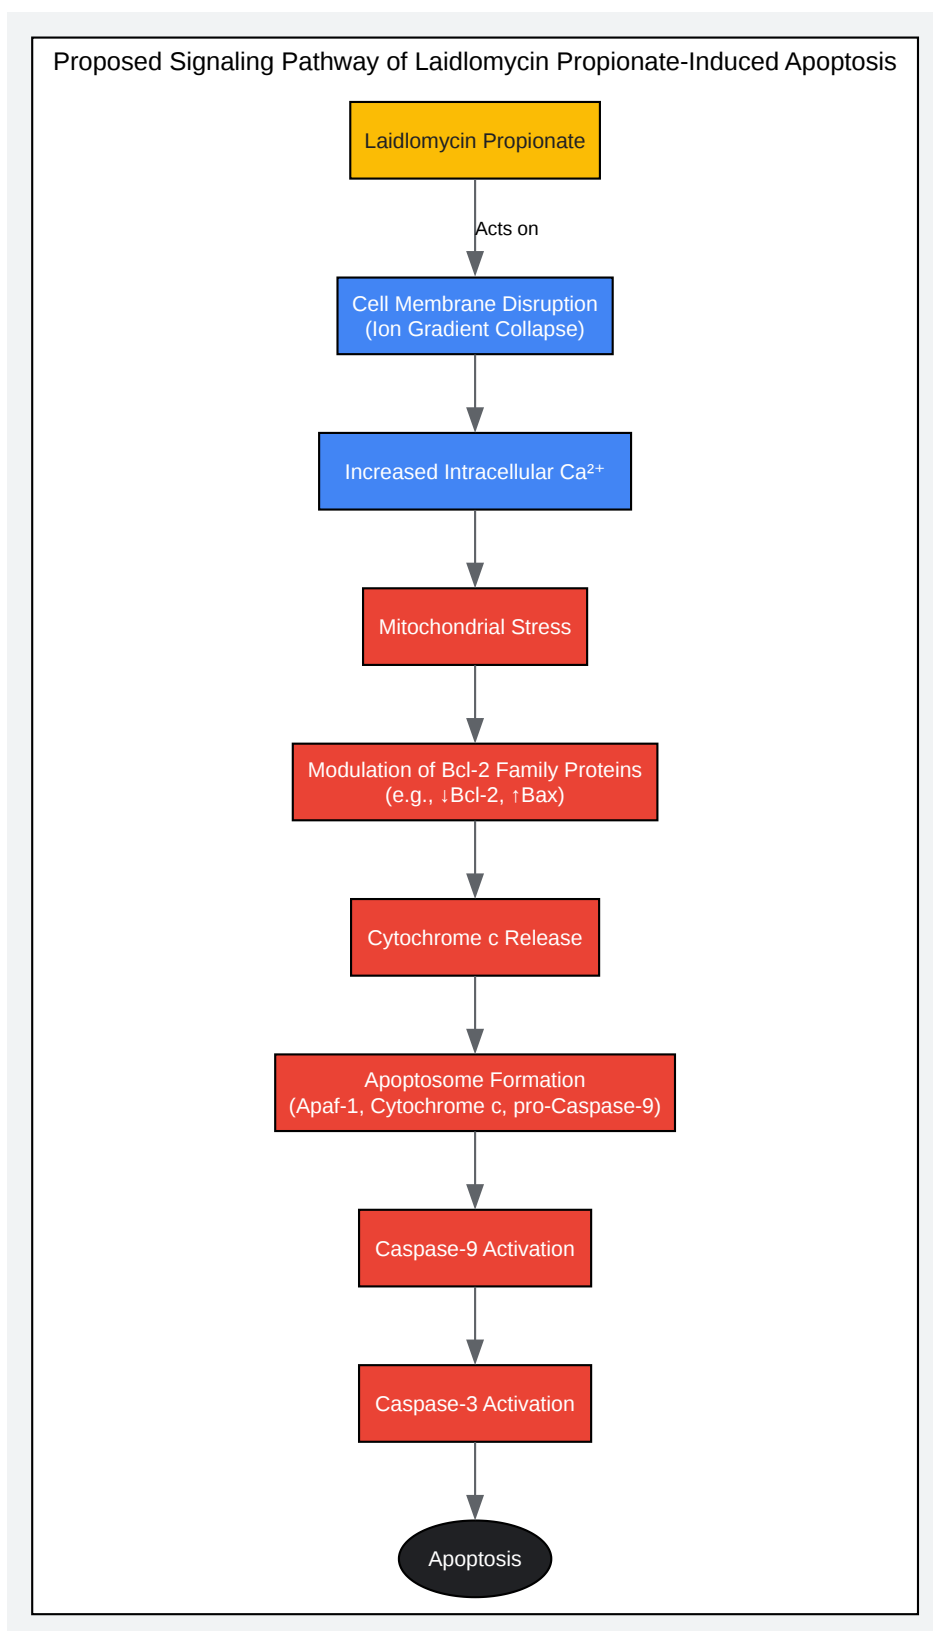 Proposed Signaling Pathway of Laidlomycin Propionate-Induced Apoptosis
Laidlomycin Propionate
Acts on
Cell Membrane Disruption
(Ion Gradient Collapse)
Increased Intracellular Ca²⁺
Mitochondrial Stress
Modulation of Bcl-2 Family Proteins
(e.g., ↓Bcl-2, ↑Bax)
Cytochrome c Release
Apoptosome Formation
(Apaf-1, Cytochrome c, pro-Caspase-9)
Caspase-9 Activation
Caspase-3 Activation
Apoptosis